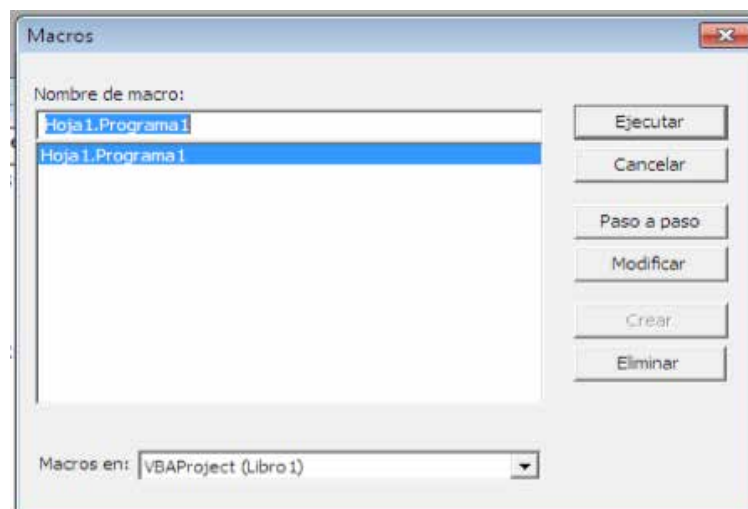 Macros
Nombre de macro:
Hoja1.Programa1
Hoja1.Programa1
Ejecutar
Cancelar
Paso a paso
Modificar
Crear
Eliminar
Macros en: VBAProject (Libro1)